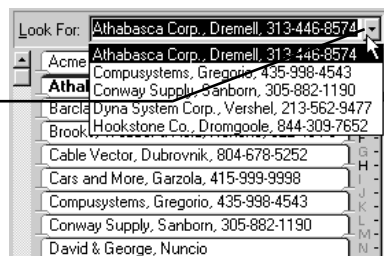 Look For: Athabasca Corp., Dremell, 313-446-8574
Athabasca Corp., Dremell, 313-446-8574
Compusystems, Gregorio, 435-998-4543
Conway Supply, Sanborn, 305-882-1190
Dyna System Corp., Vershel, 213-562-9477
Hookstone Co., Dromgoole, 844-309-7652
Acme
Athab
Barcla
Brook
Cable Vector, Dubrovnik, 804-678-5252
Cars and More, Garzola, 415-999-9998
Compusystems, Gregorio, 435-998-4543
Conway Supply, Sanborn, 305-882-1190
David & George, Nuncio
F
G
H
I
J
K
L
M
N